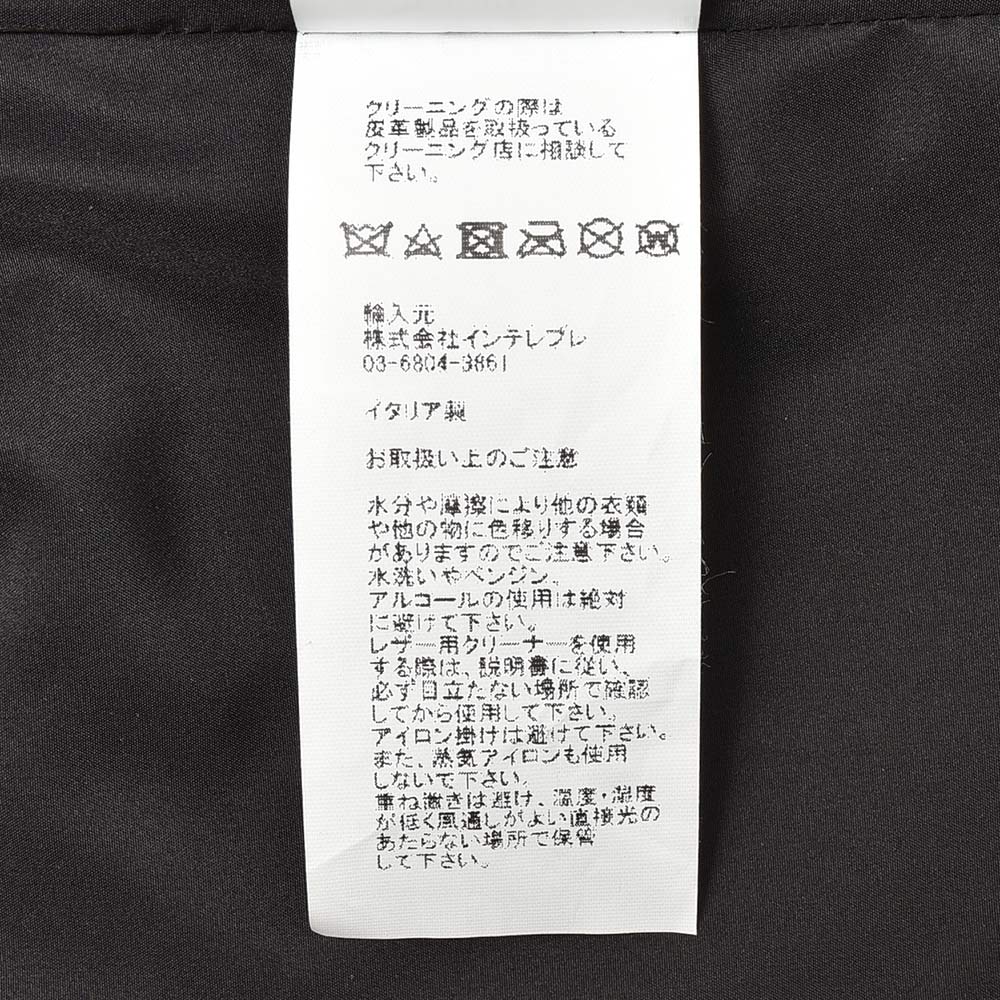 クリーニングの際は
皮革製品を取扱っている
クリーニング店に相談して
下さい。
輸入元
株式会社インテレプレ
03-6804-3861
イタリア製
お取扱い上のご注意
水分や摩擦により他の衣類
や他の物に色移りする場合
がありますのでご注意下さい。
水洗いやベンジン、
アルコールの使用は絶対
に避けて下さい。
レザー用クリーナーを使用
する際は、説明書に従い、
必ず目立たない場所で確認
してから使用して下さい。
アイロン掛けは避けて下さい。
また、蒸気アイロンも使用
しないで下さい。
重ね置きは避け、温度・湿度
が低く風通しがよい直接光の
あたらない場所で保管
して下さい。